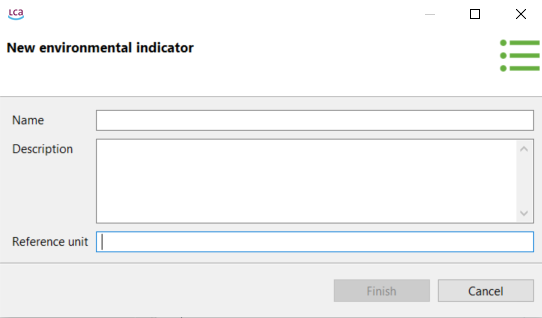 LCA
New environmental indicator
Name
Description
Reference unit
Finish
Cancel